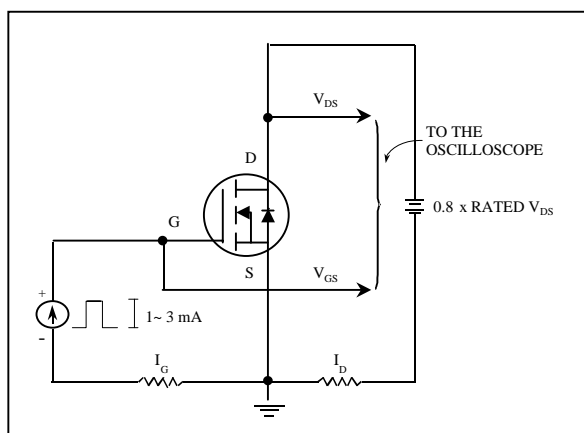 V_DS
TO THE
OSCILLOSCOPE
D
0.8 x RATED V_DS
G
S
V_GS
+
1~ 3 mA
-
I_G
I_D